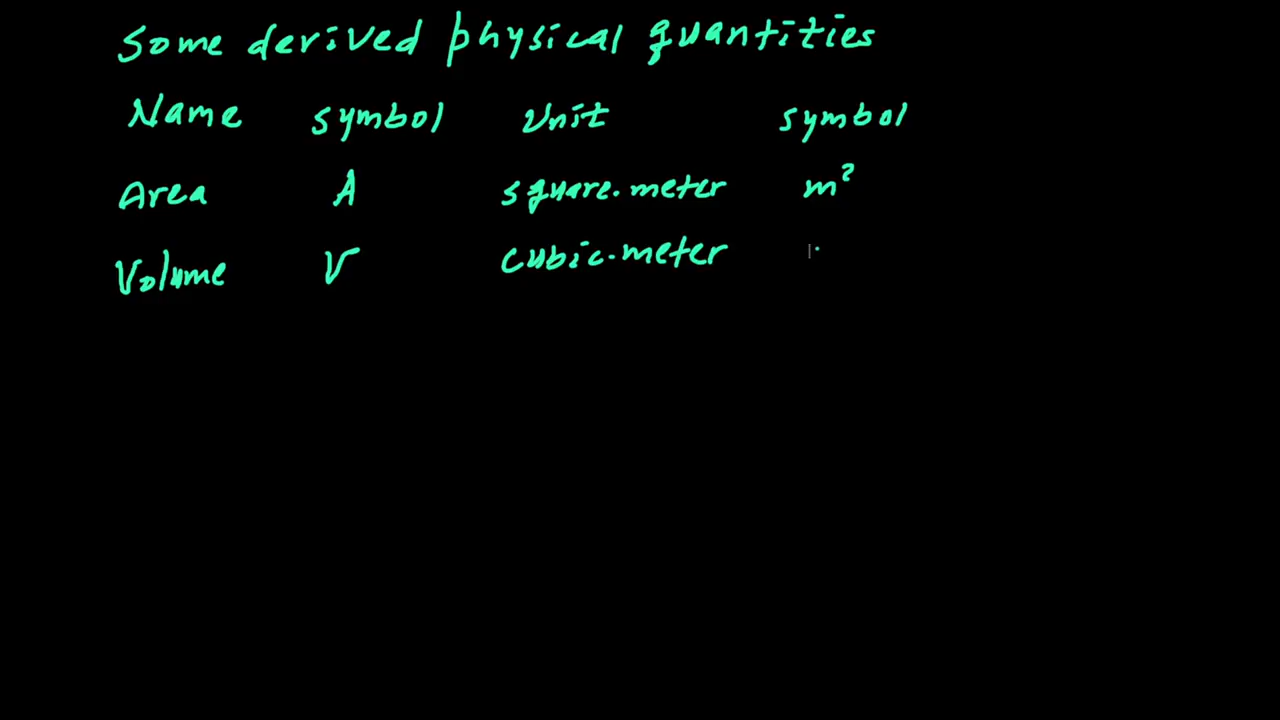 Some derived physical quantities
Name symbol Unit symbol
Area A square.meter m²
Volume V cubic.meter